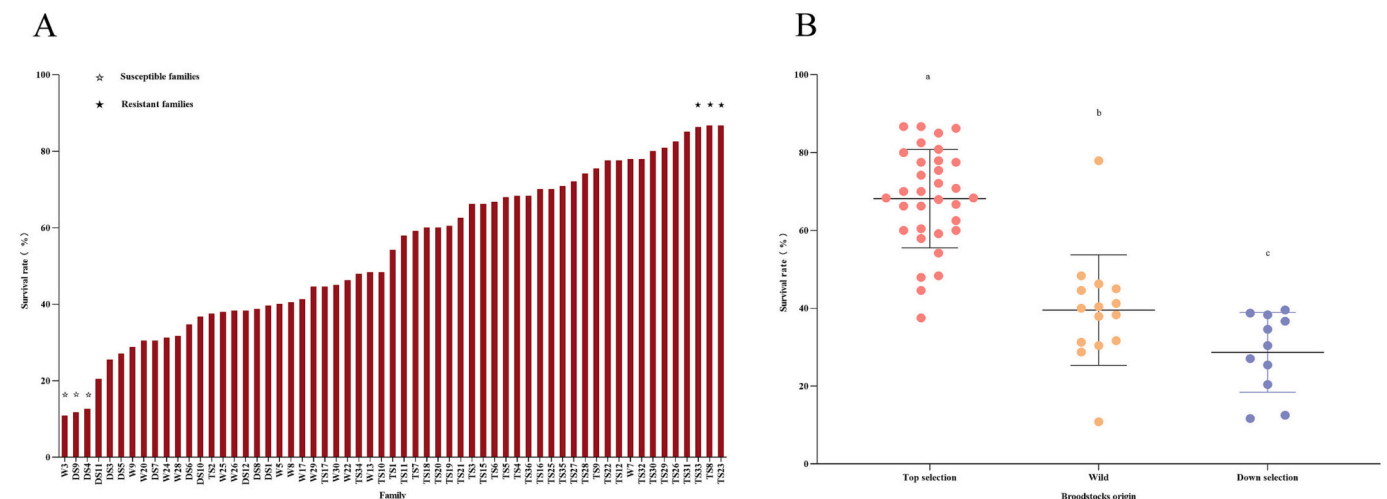 A
☆ Susceptible families
★ Resistant families
Survival rate ( %)
100
80
60
40
20
0
W3 DS9 DS4 DS11 DS3 DS5 W9 W20 DS7 W24 W28 DS6 DS10 TS2 W25 W26 DS12 DS8 DS1 W5 W8 W17 W29 TS17 W30 W22 TS34 W13 TS10 TS1 TS11 TS7 TS18 TS20 TS19 TS21 TS3 TS15 TS6 TS5 TS4 TS36 TS16 TS25 TS35 TS27 TS28 TS9 TS22 TS12 W7 TS32 TS30 TS29 TS26 TS31 TS33 TS8 TS23
Family
B
Survival rate ( %)
100
80
60
40
20
0
a
b
c
Top selection Wild Down selection
Broodstocks origin